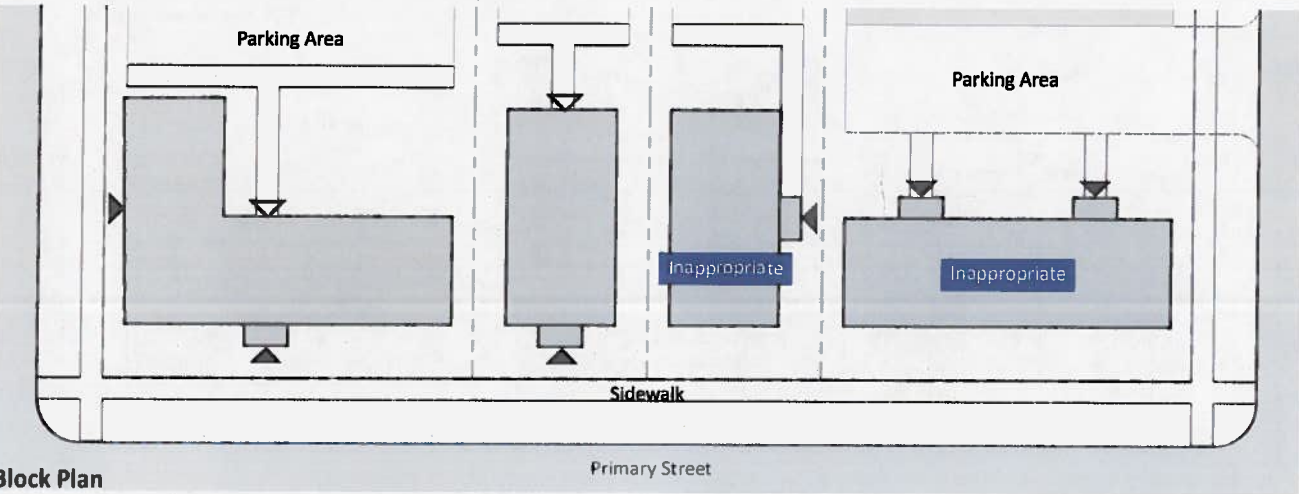 Parking Area
Parking Area
Inappropriate
Inappropriate
Sidewalk
Primary Street
Block Plan